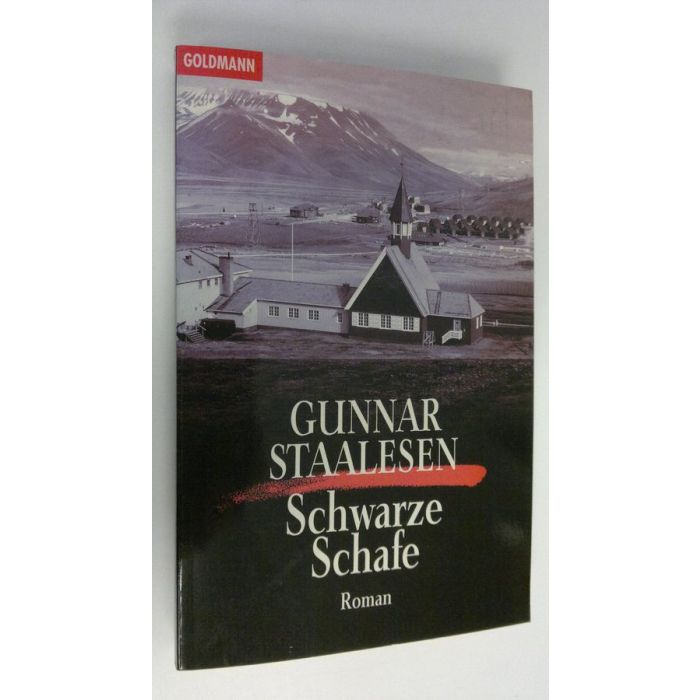 GOLDMANN
GUNNAR
STAALESEN
Schwarze
Schafe
Roman